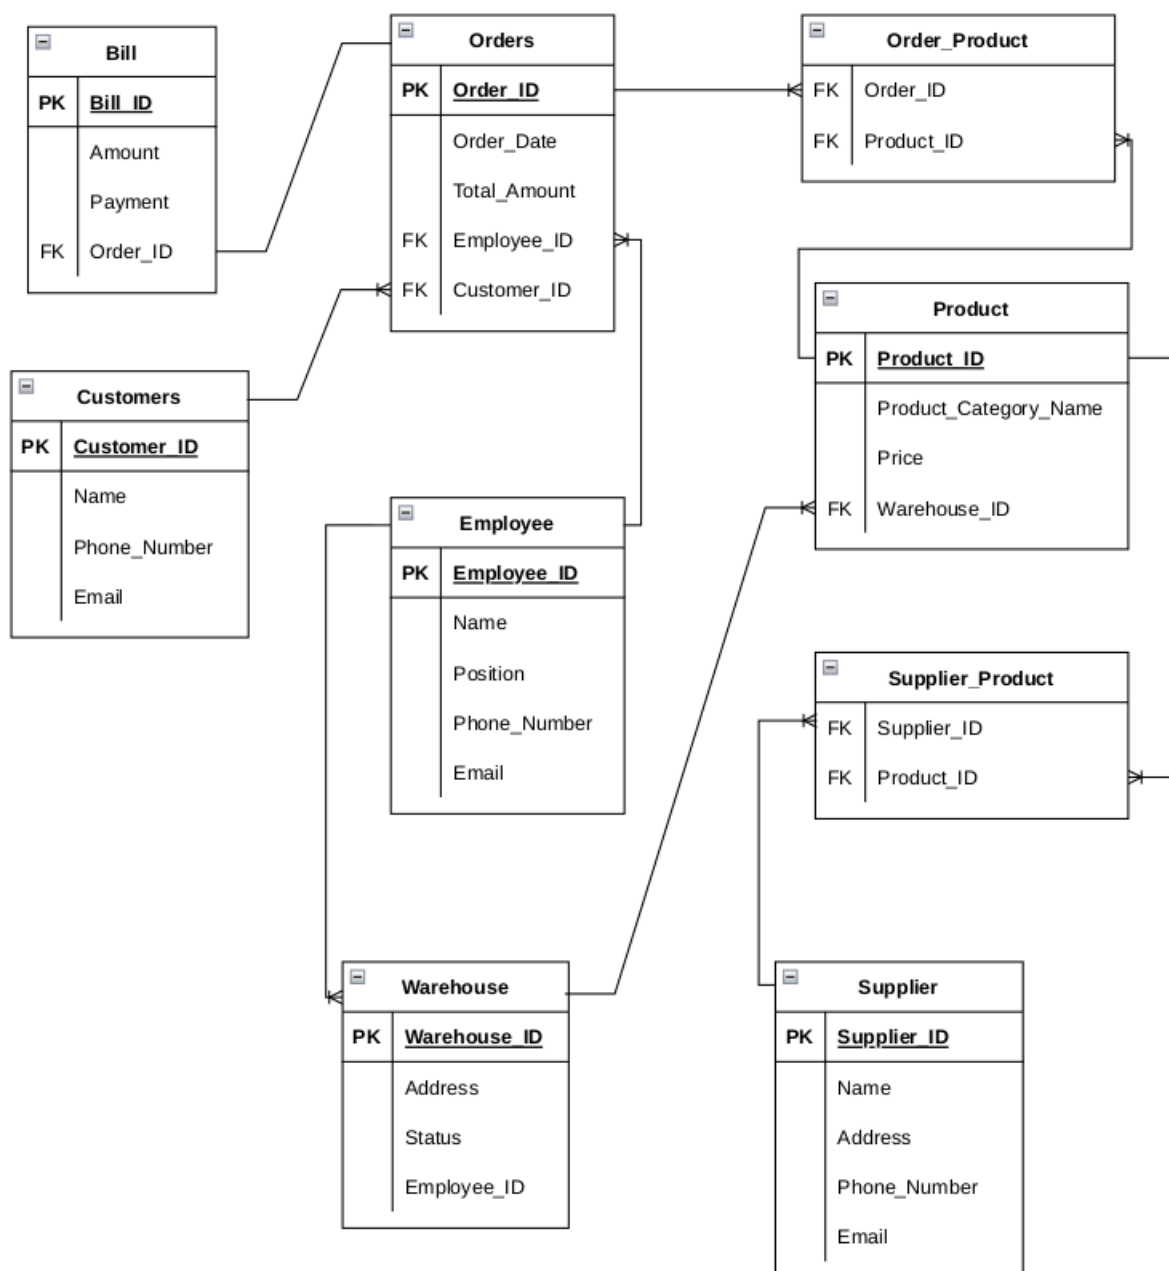 Bill
PK Bill_ID
Amount
Payment
FK Order_ID
Orders
PK Order_ID
Order_Date
Total_Amount
FK Employee_ID
FK Customer_ID
Order_Product
FK Order_ID
FK Product_ID
Customers
PK Customer_ID
Name
Phone_Number
Email
Product
PK Product_ID
Product_Category_Name
Price
FK Warehouse_ID
Employee
PK Employee_ID
Name
Position
Phone_Number
Email
Supplier_Product
FK Supplier_ID
FK Product_ID
Warehouse
PK Warehouse_ID
Address
Status
Employee_ID
Supplier
PK Supplier_ID
Name
Address
Phone_Number
Email